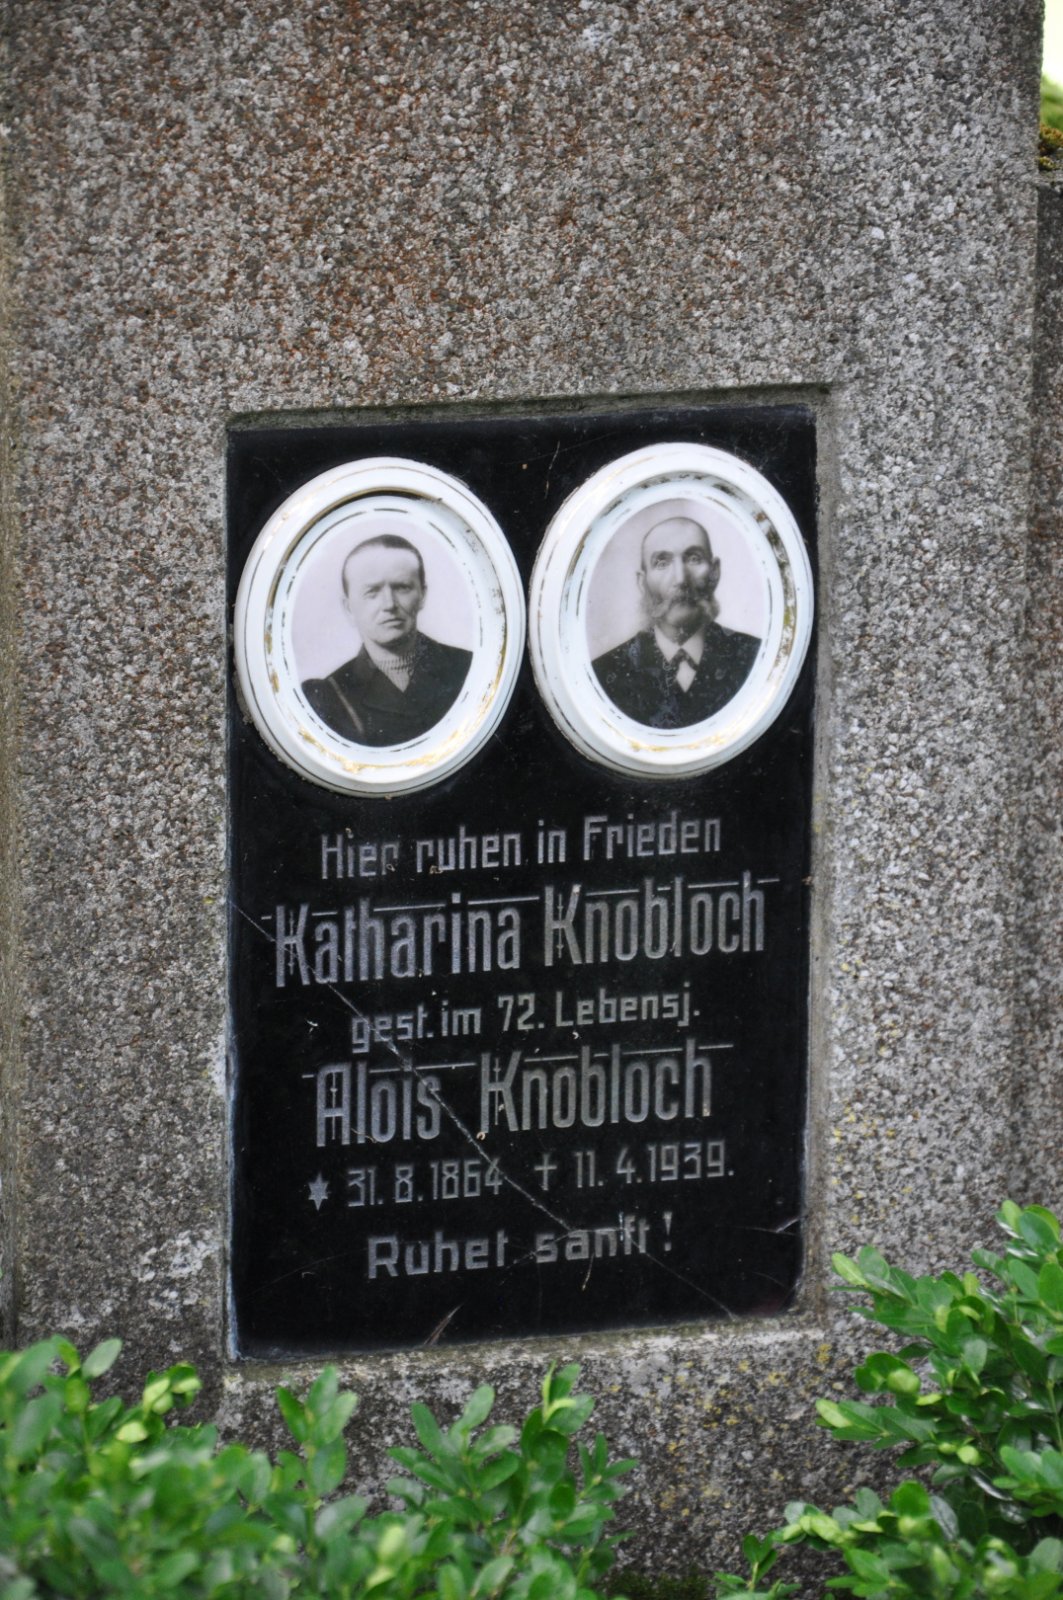 Hier ruhen in Frieden
Katharina Knobloch
gest. im 72. Lebensj.
Alois Knobloch
✶ 31. 8. 1864 † 11. 4. 1939.
Ruhet sanft!